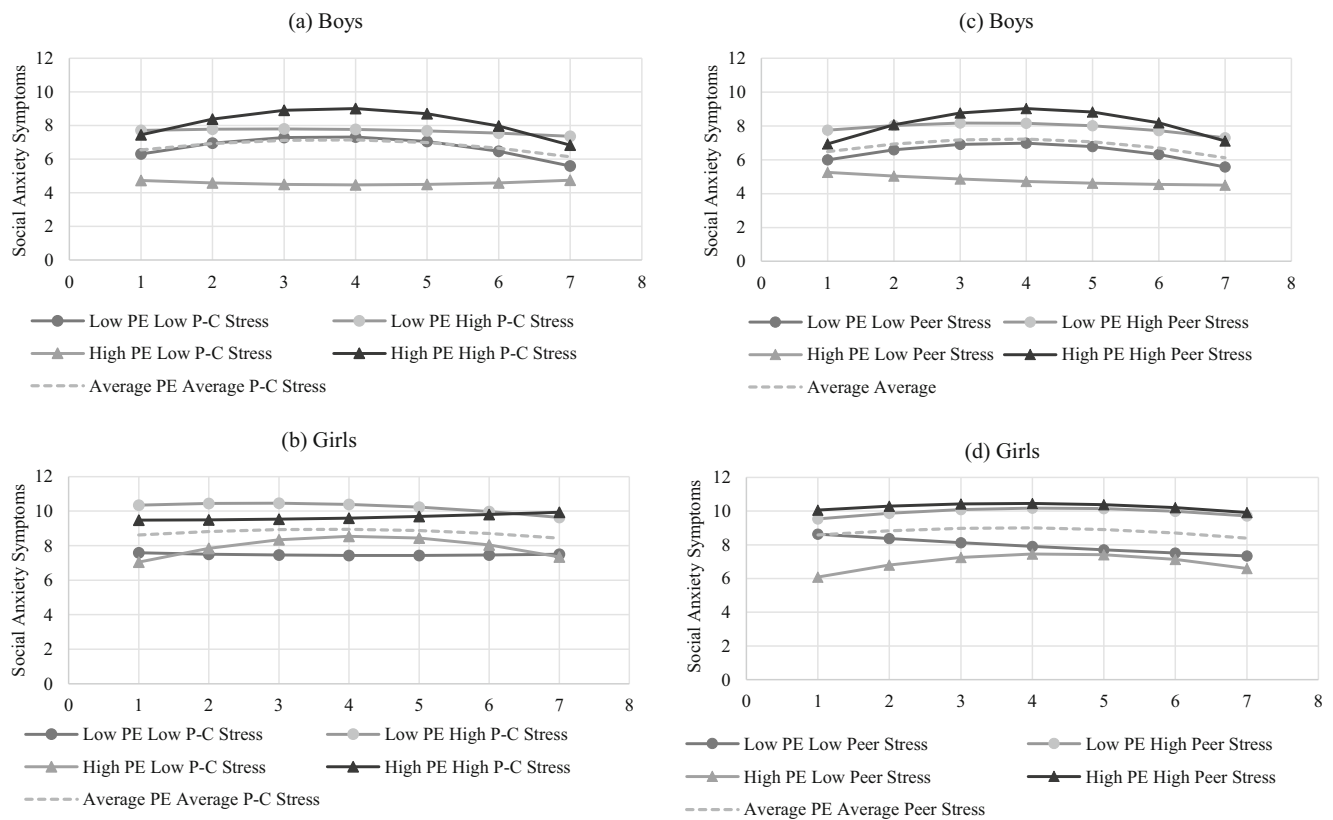 (a) Boys
Social Anxiety Symptoms
12
10
8
6
4
2
0
0 1 2 3 4 5 6 7 8
Low PE Low P-C Stress Low PE High P-C Stress
High PE Low P-C Stress High PE High P-C Stress
Average PE Average P-C Stress
(c) Boys
Social Anxiety Symptoms
12
10
8
6
4
2
0
0 1 2 3 4 5 6 7 8
Low PE Low Peer Stress Low PE High Peer Stress
High PE Low Peer Stress High PE High Peer Stress
Average Average
(b) Girls
Social Anxiety Symptoms
12
10
8
6
4
2
0
0 1 2 3 4 5 6 7 8
Low PE Low P-C Stress Low PE High P-C Stress
High PE Low P-C Stress High PE High P-C Stress
Average PE Average P-C Stress
(d) Girls
Social Anxiety Symptoms
12
10
8
6
4
2
0
0 1 2 3 4 5 6 7 8
Low PE Low Peer Stress Low PE High Peer Stress
High PE Low Peer Stress High PE High Peer Stress
Average PE Average Peer Stress